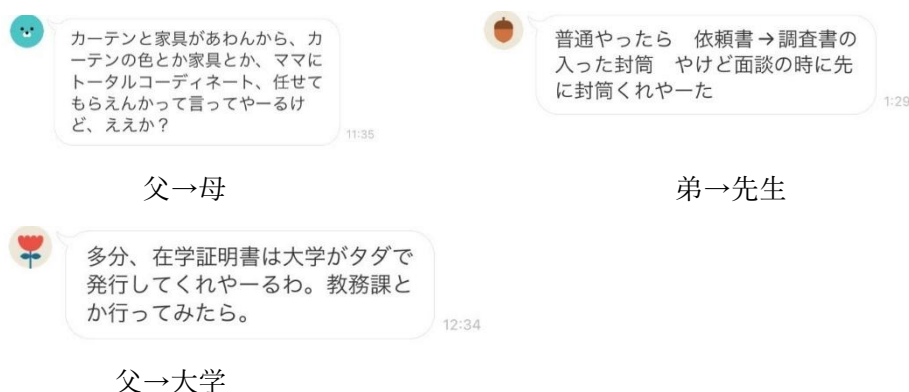 カーテンと家具があわんから、カ
ーテンの色とか家具とか、ママに
トータルコーディネート、任せて
もらえんかって言ってやーるけ
ど、ええか？
11:35
父→母
普通やったら　依頼書→調査書の
入った封筒　やけど面談の時に先
に封筒くれやーた
1:29
弟→先生
多分、在学証明書は大学がタダで
発行してくれやーるわ。教務課と
か行ってみたら。
12:34
父→大学